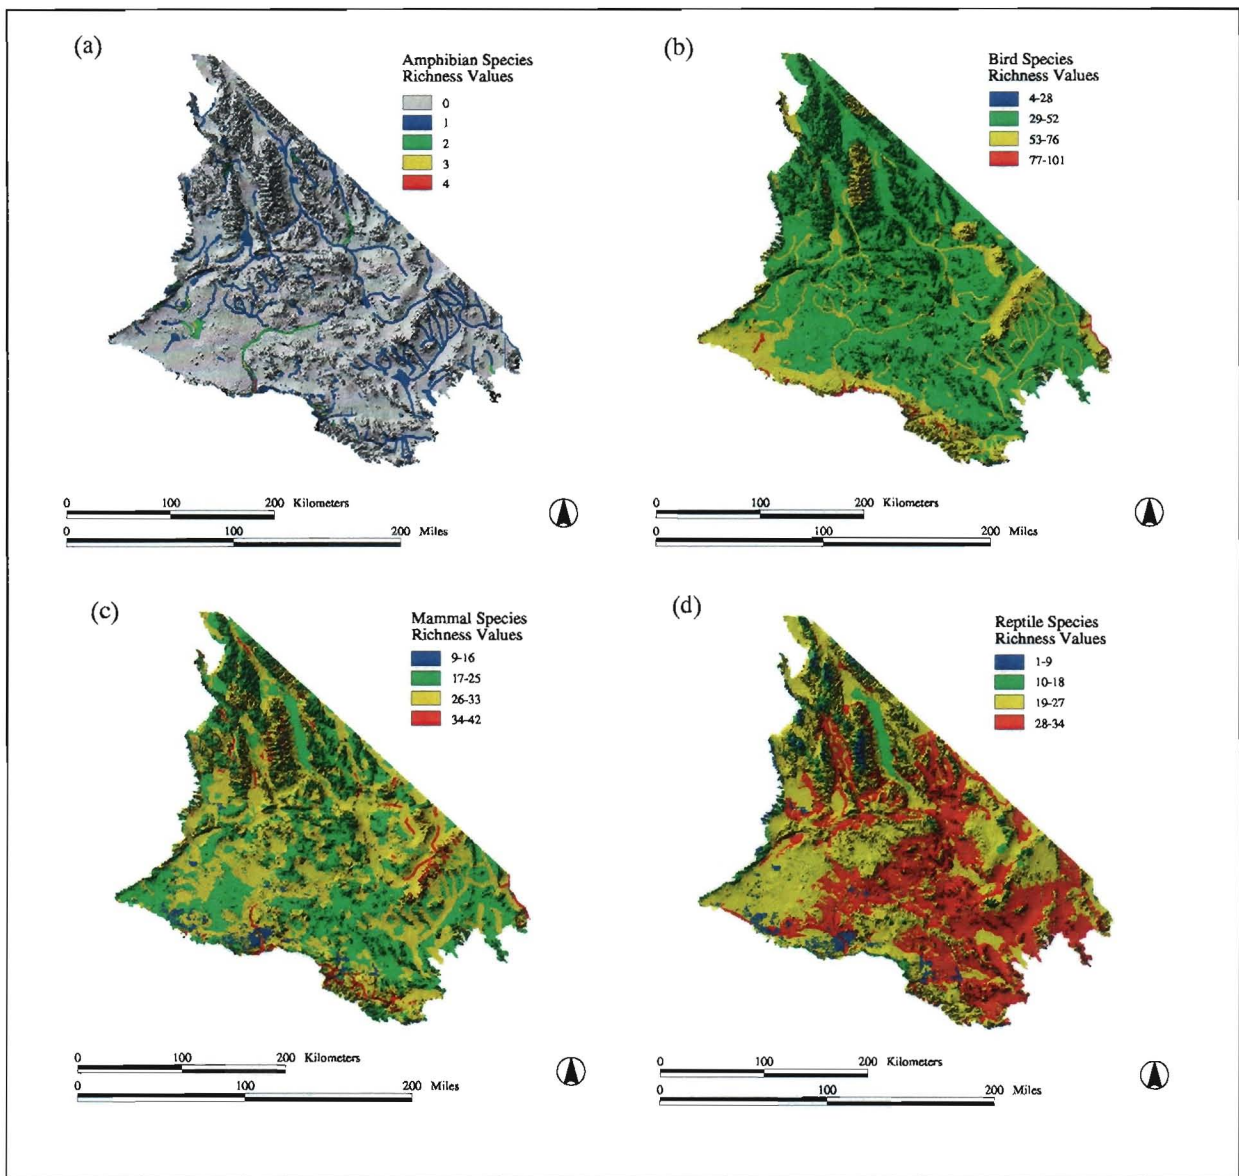 (a)
Amphibian Species
Richness Values
0
1
2
3
4
0 100 200 Kilometers
0 100 200 Miles
(b)
Bird Species
Richness Values
4-28
29-52
53-76
77-101
0 100 200 Kilometers
0 100 200 Miles
(c)
Mammal Species
Richness Values
9-16
17-25
26-33
34-42
0 100 200 Kilometers
0 100 200 Miles
(d)
Reptile Species
Richness Values
1-9
10-18
19-27
28-34
0 100 200 Kilometers
0 100 200 Miles